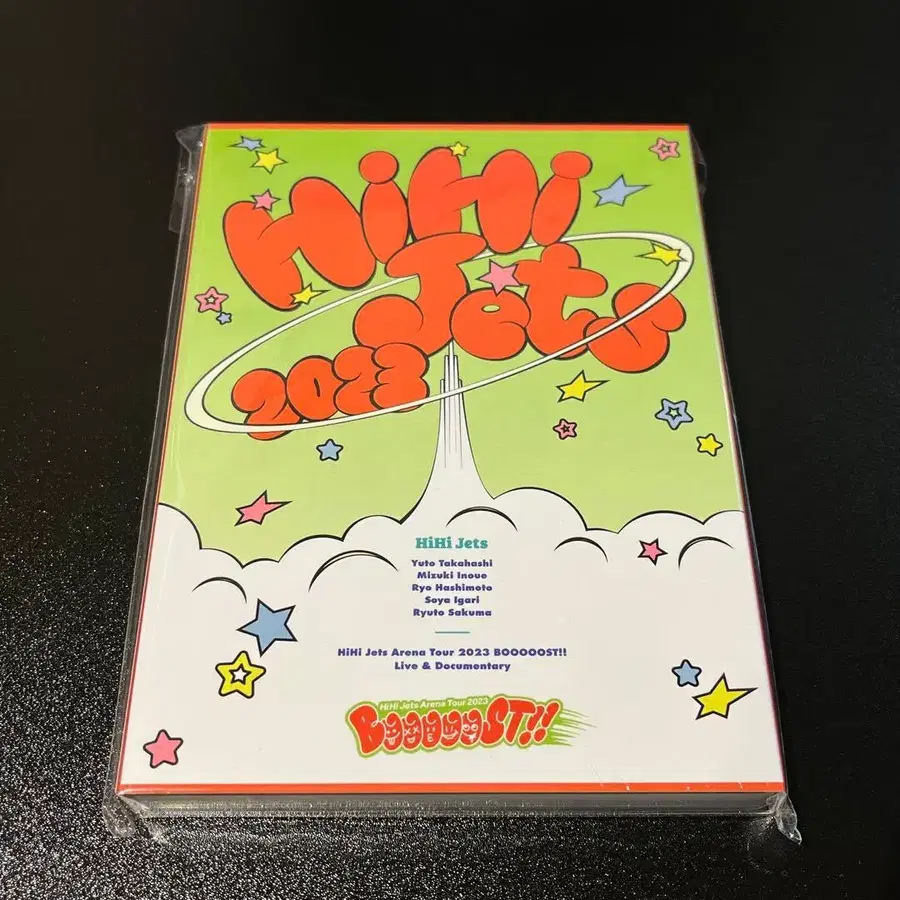 HiHi
Jets
2023
HiHi Jets
Yuto Takahashi
Mizuki Inoue
Ryo Hashimoto
Soya Igari
Ryuto Sakuma
HiHi Jets Arena Tour 2023 BOOOOOST!!
Live & Documentary
HiHi Jets Arena Tour 2023
BOOOOOST!!